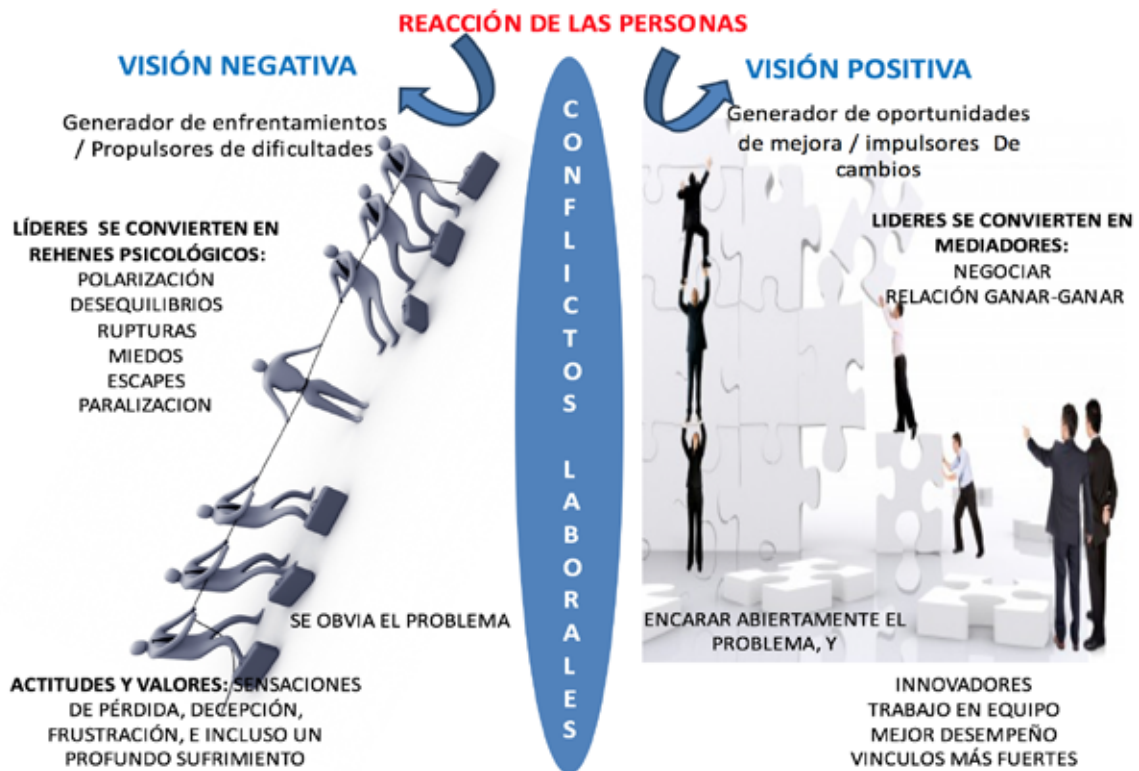 REACCIÓN DE LAS PERSONAS
VISIÓN NEGATIVA
Generador de enfrentamientos
/ Propulsores de dificultades
LÍDERES SE CONVIERTEN EN
REHENES PSICOLÓGICOS:
POLARIZACIÓN
DESEQUILIBRIOS
RUPTURAS
MIEDOS
ESCAPES
PARALIZACION
SE OBVIA EL PROBLEMA
ACTITUDES Y VALORES: SENSACIONES
DE PÉRDIDA, DECEPCIÓN,
FRUSTRACIÓN, E INCLUSO UN
PROFUNDO SUFRIMIENTO
CONFLICTOS LABORALES
VISIÓN POSITIVA
Generador de oportunidades
de mejora / impulsores De
cambios
LIDERES SE CONVIERTEN EN
MEDIADORES:
NEGOCIAR
RELACIÓN GANAR-GANAR
ENCARAR ABIERTAMENTE EL
PROBLEMA, Y
INNOVADORES
TRABAJO EN EQUIPO
MEJOR DESEMPEÑO
VINCULOS MÁS FUERTES